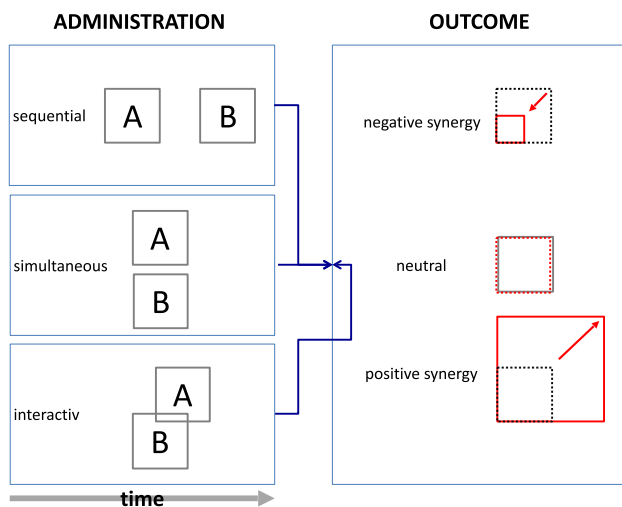 ADMINISTRATION
OUTCOME
sequential
A
B
simultaneous
A
B
interactiv
A
B
time
negative synergy
neutral
positive synergy